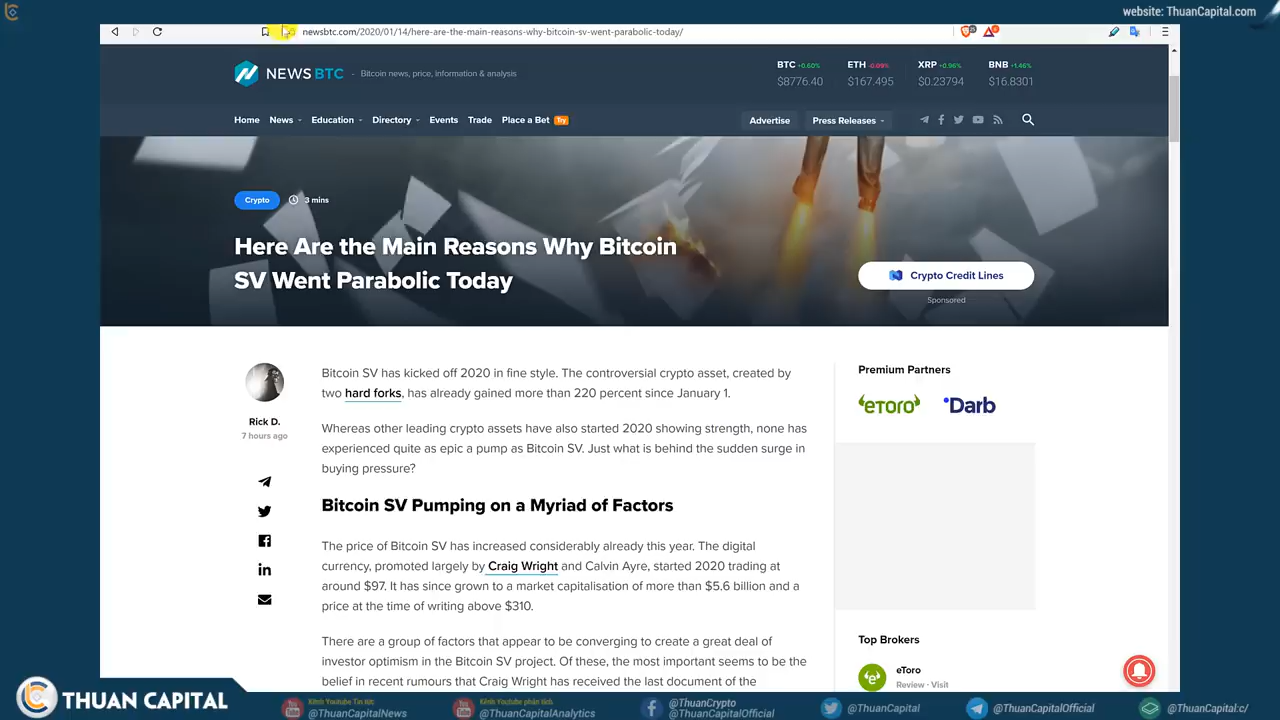 website: ThuanCapital.com
newsbtc.com/2020/01/14/here-are-the-main-reasons-why-bitcoin-sv-went-parabolic-today/
NEWS BTC - Bitcoin news, price, information & analysis
BTC +0.60% ETH -0.09% XRP +0.96% BNB +1.46%
$8776.40 $167.495 $0.23794 $16.8301
Home News Education Directory Events Trade Place a Bet Try Advertise Press Releases
Crypto 3 mins
Here Are the Main Reasons Why Bitcoin
SV Went Parabolic Today
Crypto Credit Lines
Sponsored
Rick D.
7 hours ago
Bitcoin SV has kicked off 2020 in fine style. The controversial crypto asset, created by
two hard forks, has already gained more than 220 percent since January 1.
Whereas other leading crypto assets have also started 2020 showing strength, none has
experienced quite as epic a pump as Bitcoin SV. Just what is behind the sudden surge in
buying pressure?
Bitcoin SV Pumping on a Myriad of Factors
The price of Bitcoin SV has increased considerably already this year. The digital
currency, promoted largely by Craig Wright and Calvin Ayre, started 2020 trading at
around $97. It has since grown to a market capitalisation of more than $5.6 billion and a
price at the time of writing above $310.
There are a group of factors that appear to be converging to create a great deal of
investor optimism in the Bitcoin SV project. Of these, the most important seems to be the
belief in recent rumours that Craig Wright has received the last document of the
Premium Partners
eToro Darb
Top Brokers
eToro
Review · Visit
THUAN CAPITAL
Kênh Youtube Tin tức
@ThuanCapitalNews
Kênh Youtube phân tích
@ThuanCapitalAnalytics
@ThuanCrypto
@ThuanCapitalOfficial
@ThuanCapital
@ThuanCapitalOfficial
@ThuanCapital:c/